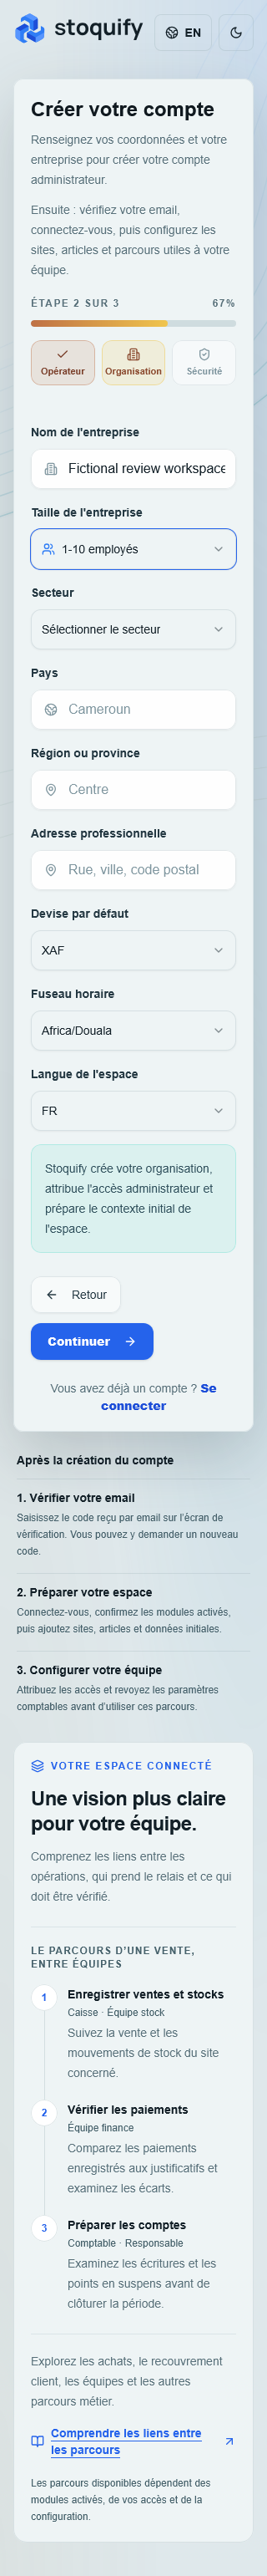 stoquify
EN
Créer votre compte
Renseignez vos coordonnées et votre
entreprise pour créer votre compte
administrateur.
Ensuite : vérifiez votre email,
connectez-vous, puis configurez les
sites, articles et parcours utiles à votre
équipe.
ÉTAPE 2 SUR 3
67%
Opérateur
Organisation
Sécurité
Nom de l'entreprise
Fictional review workspace
Taille de l'entreprise
1-10 employés
Secteur
Sélectionner le secteur
Pays
Cameroun
Région ou province
Centre
Adresse professionnelle
Rue, ville, code postal
Devise par défaut
XAF
Fuseau horaire
Africa/Douala
Langue de l'espace
FR
Stoquify crée votre organisation,
attribue l'accès administrateur et
prépare le contexte initial de
l'espace.
Retour
Continuer
Vous avez déjà un compte ? Se
connecter
Après la création du compte
1. Vérifier votre email
Saisissez le code reçu par email sur l'écran de
vérification. Vous pouvez y demander un nouveau
code.
2. Préparer votre espace
Connectez-vous, confirmez les modules activés,
puis ajoutez sites, articles et données initiales.
3. Configurer votre équipe
Attribuez les accès et revoyez les paramètres
comptables avant d'utiliser ces parcours.
VOTRE ESPACE CONNECTÉ
Une vision plus claire
pour votre équipe.
Comprenez les liens entre les
opérations, qui prend le relais et ce qui
doit être vérifié.
LE PARCOURS D'UNE VENTE,
ENTRE ÉQUIPES
1
Enregistrer ventes et stocks
Caisse · Équipe stock
Suivez la vente et les
mouvements de stock du site
concerné.
2
Vérifier les paiements
Équipe finance
Comparez les paiements
enregistrés aux justificatifs et
examinez les écarts.
3
Préparer les comptes
Comptable · Responsable
Examinez les écritures et les
points en suspens avant de
clôturer la période.
Explorez les achats, le recouvrement
client, les équipes et les autres
parcours métier.
Comprendre les liens entre
les parcours
Les parcours disponibles dépendent des
modules activés, de vos accès et de la
configuration.